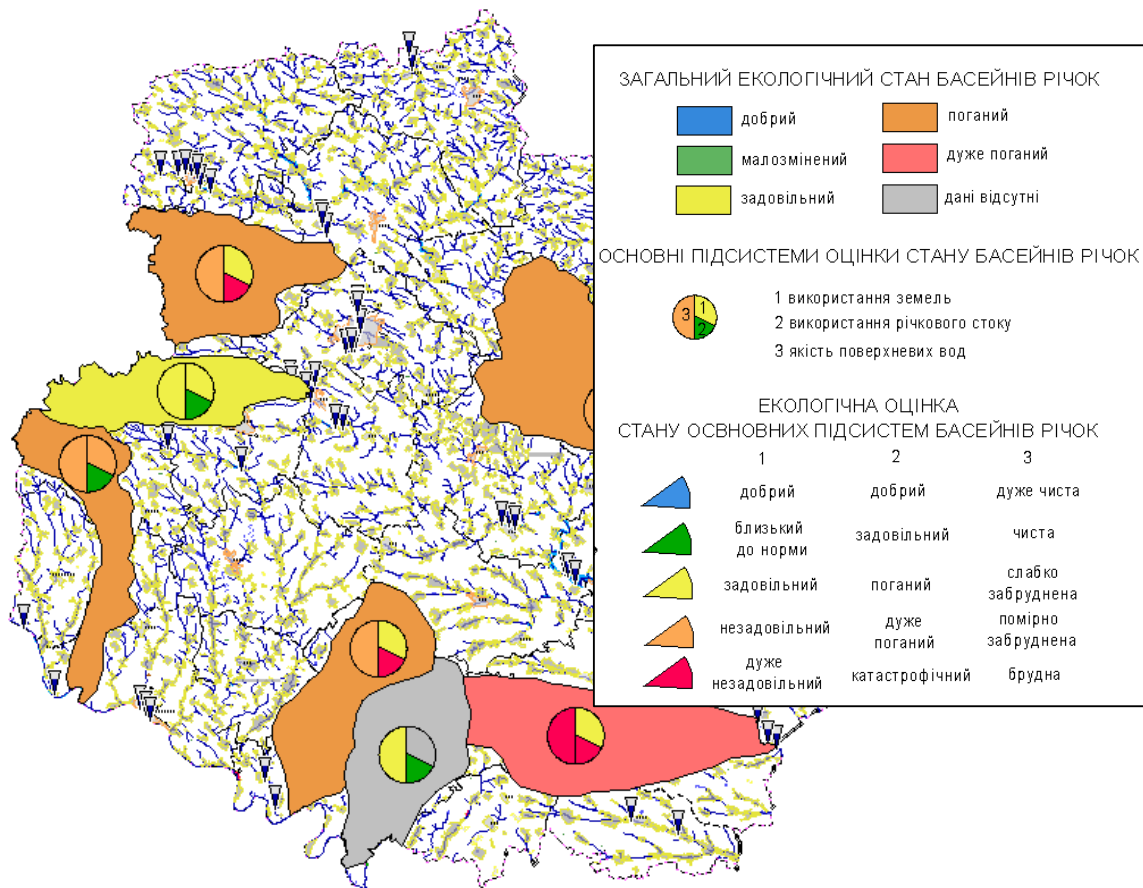 ЗАГАЛЬНИЙ ЕКОЛОГІЧНИЙ СТАН БАСЕЙНІВ РІЧОК
добрий
поганий
малозмінений
дуже поганий
задовільний
дані відсутні
ОСНОВНІ ПІДСИСТЕМИ ОЦІНКИ СТАНУ БАСЕЙНІВ РІЧОК
3 1
2
1 використання земель
2 використання річкового стоку
3 якість поверхневих вод
ЕКОЛОГІЧНА ОЦІНКА
СТАНУ ОСВНОВНИХ ПІДСИСТЕМ БАСЕЙНІВ РІЧОК
1 2 3
добрий добрий дуже чиста
близький
до норми
задовільний
чиста
задовільний
поганий
слабко
забруднена
незадовільний
дуже
поганий
помірно
забруднена
дуже
незадовільний
катастрофічний
брудна